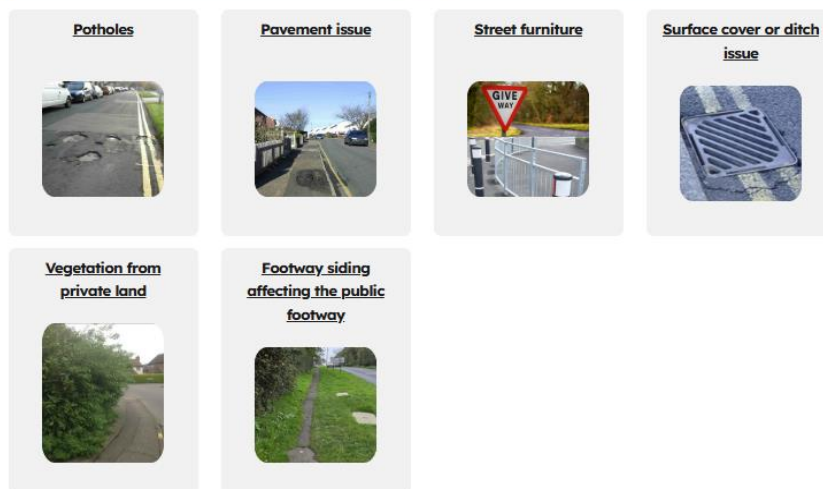 Potholes
Pavement issue
Street furniture
Surface cover or ditch
issue
GIVE
WAY
Vegetation from
private land
Footway siding
affecting the public
footway